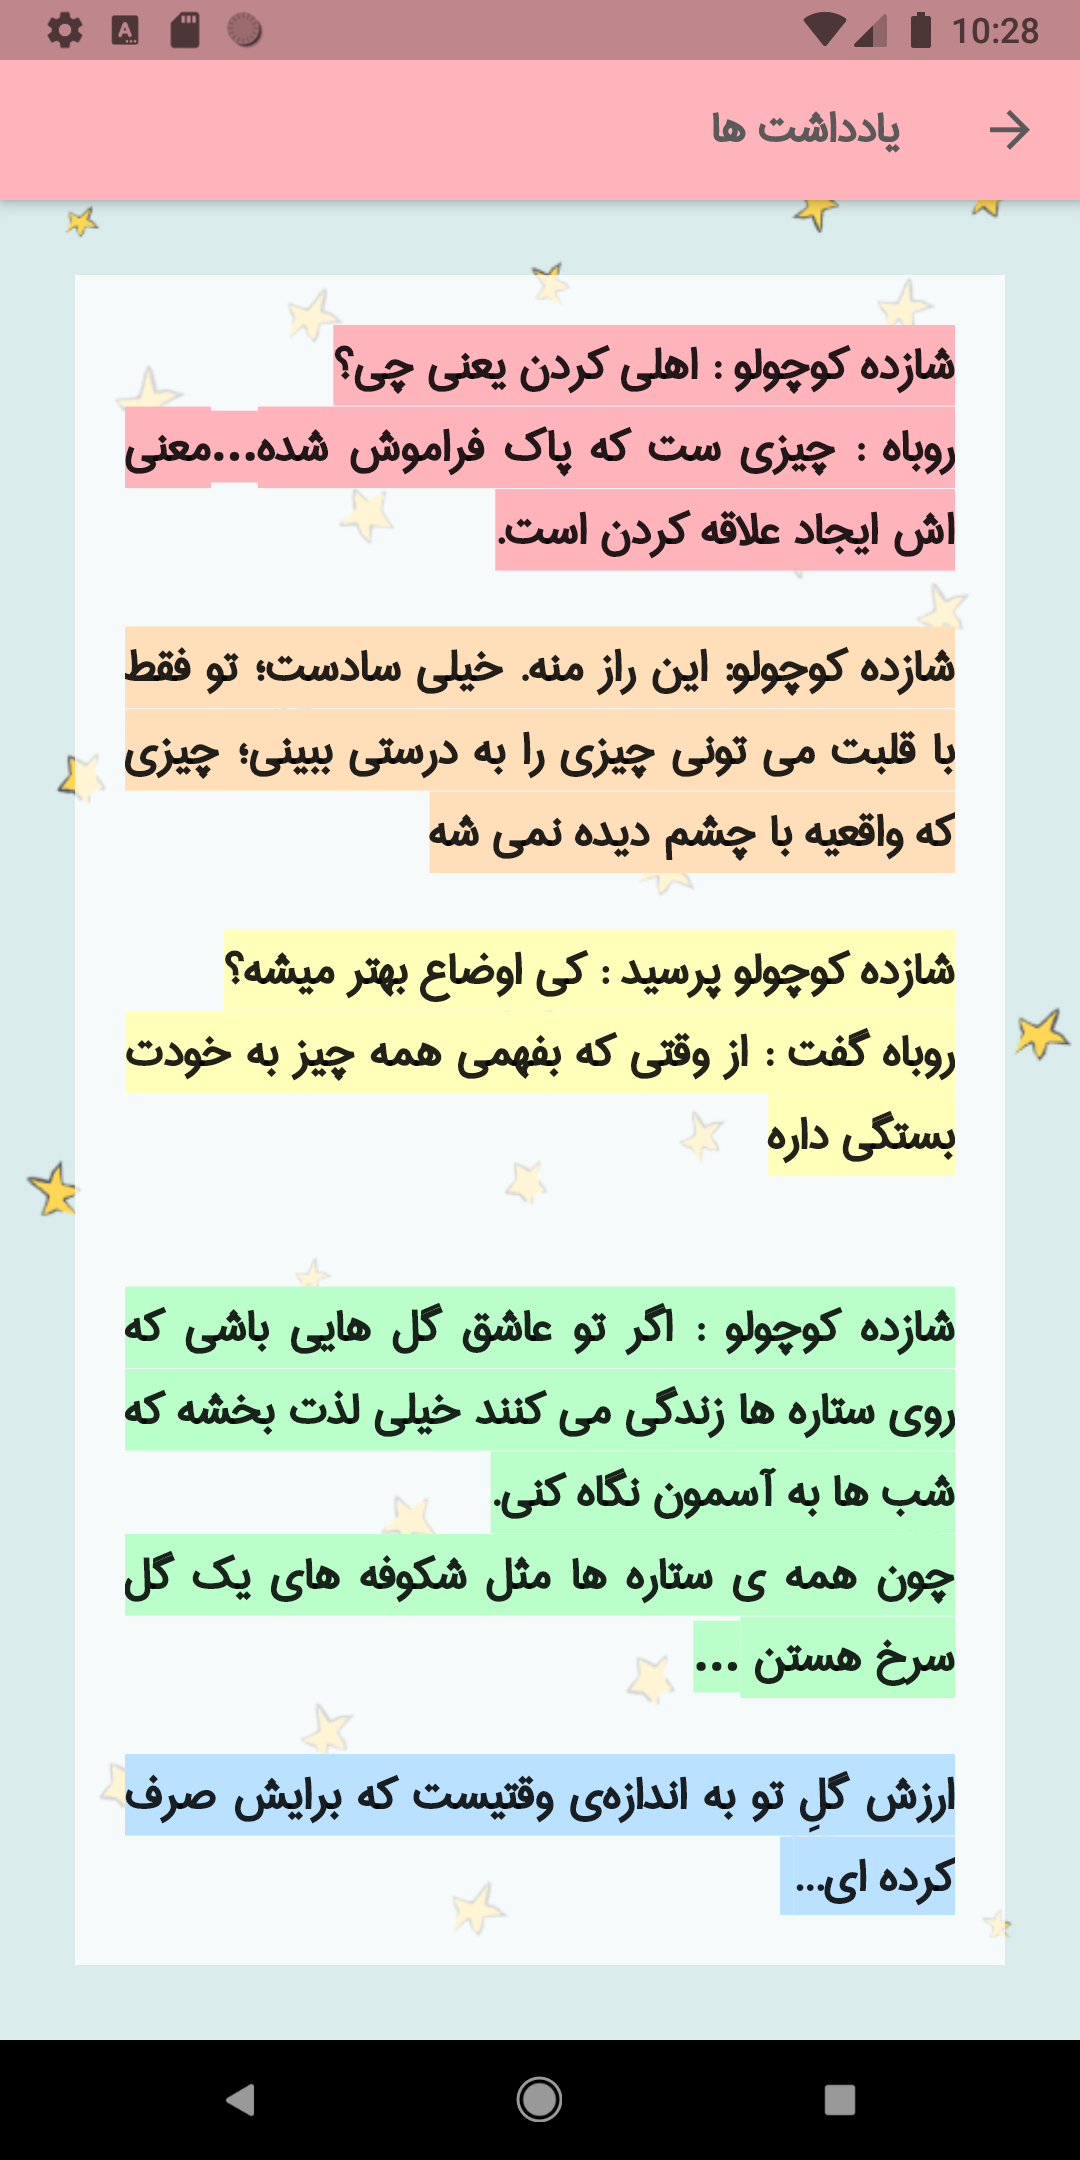 10:28
یادداشت ها
شازده کوچولو : اهلی کردن یعنی چی؟
روباه : چیزی ست که پاک فراموش شده...معنی
اش ایجاد علاقه کردن است.
شازده کوچولو: این راز منه. خیلی سادست؛ تو فقط
با قلبت می تونی چیزی را به درستی ببینی؛ چیزی
که واقعیه با چشم دیده نمی شه
شازده کوچولو پرسید : کی اوضاع بهتر میشه؟
روباه گفت : از وقتی که بفهمی همه چیز به خودت
بستگی داره
شازده کوچولو : اگر تو عاشق گل هایی باشی که
روی ستاره ها زندگی می کنند خیلی لذت بخشه که
شب ها به آسمون نگاه کنی.
چون همه ی ستاره ها مثل شکوفه های یک گل
سرخ هستن ...
ارزش گلِ تو به اندازه‌ی وقتیست که برایش صرف
کرده ای...